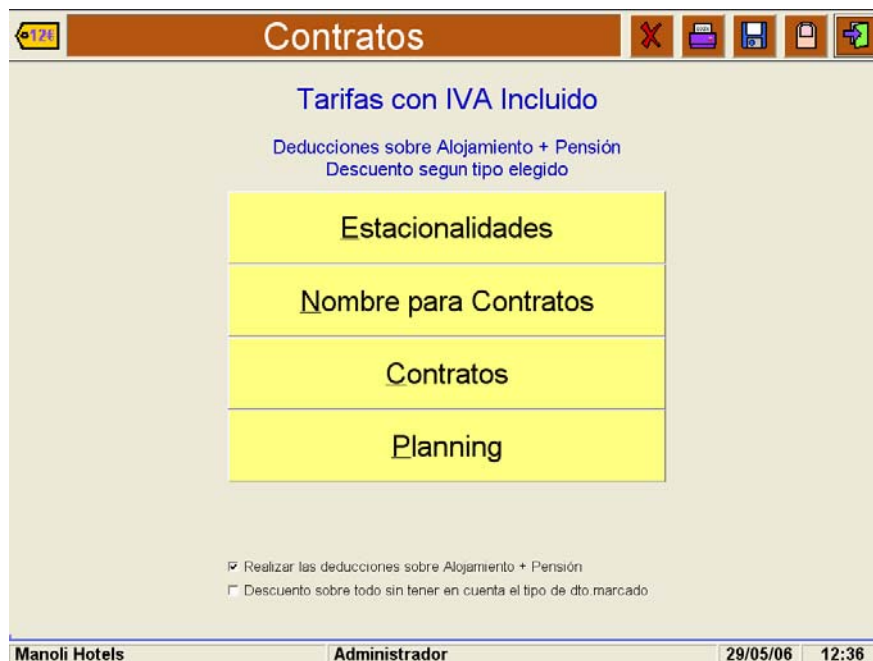 12€
Contratos
Tarifas con IVA Incluido
Deducciones sobre Alojamiento + Pensión
Descuento segun tipo elegido
Estacionalidades
Nombre para Contratos
Contratos
Planning
Realizar las deducciones sobre Alojamiento + Pensión
Descuento sobre todo sin tener en cuenta el tipo de dto.marcado
Manoli Hotels Administrador 29/05/06 12:36